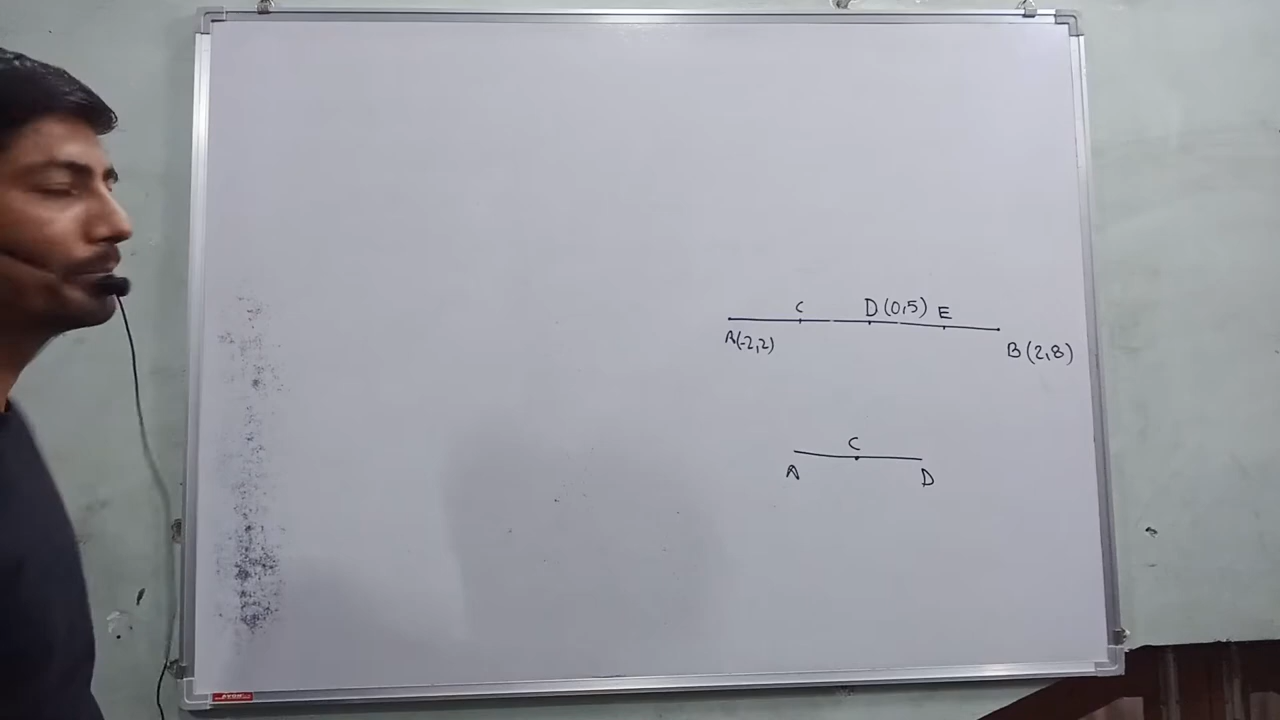 C D(0,5) E
A(-2,2) B(2,8)
C
A D